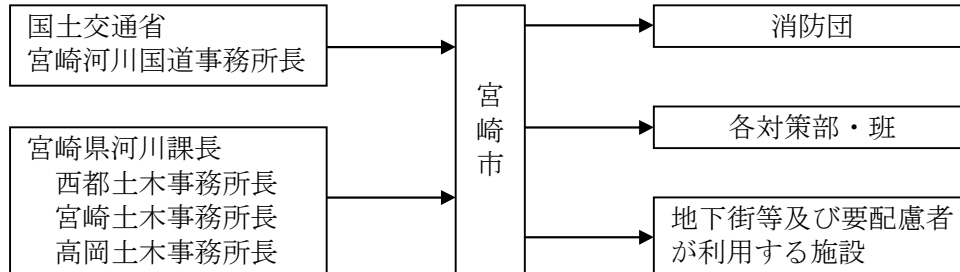 国土交通省
宮崎河川国道事務所長
宮崎県河川課長
西都土木事務所長
宮崎土木事務所長
高岡土木事務所長
宮崎市
消防団
各対策部・班
地下街等及び要配慮者
が利用する施設